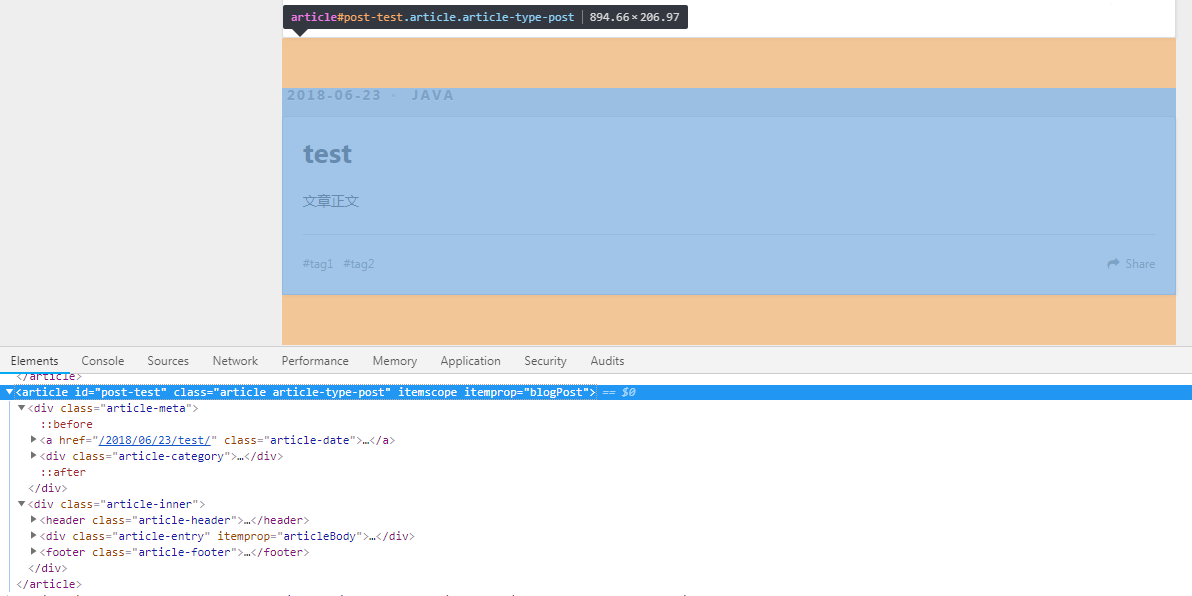 article#post-test.article.article-type-post | 894.66×206.97
2018-06-23 · JAVA
test
文章正文
#tag1 #tag2 Share
Elements Console Sources Network Performance Memory Application Security Audits
</article>
<article id="post-test" class="article article-type-post" itemscope itemprop="blogPost"> == $0
<div class="article-meta">
::before
<a href="/2018/06/23/test/" class="article-date">…</a>
<div class="article-category">…</div>
::after
</div>
<div class="article-inner">
<header class="article-header">…</header>
<div class="article-entry" itemprop="articleBody">…</div>
<footer class="article-footer">…</footer>
</div>
</article>